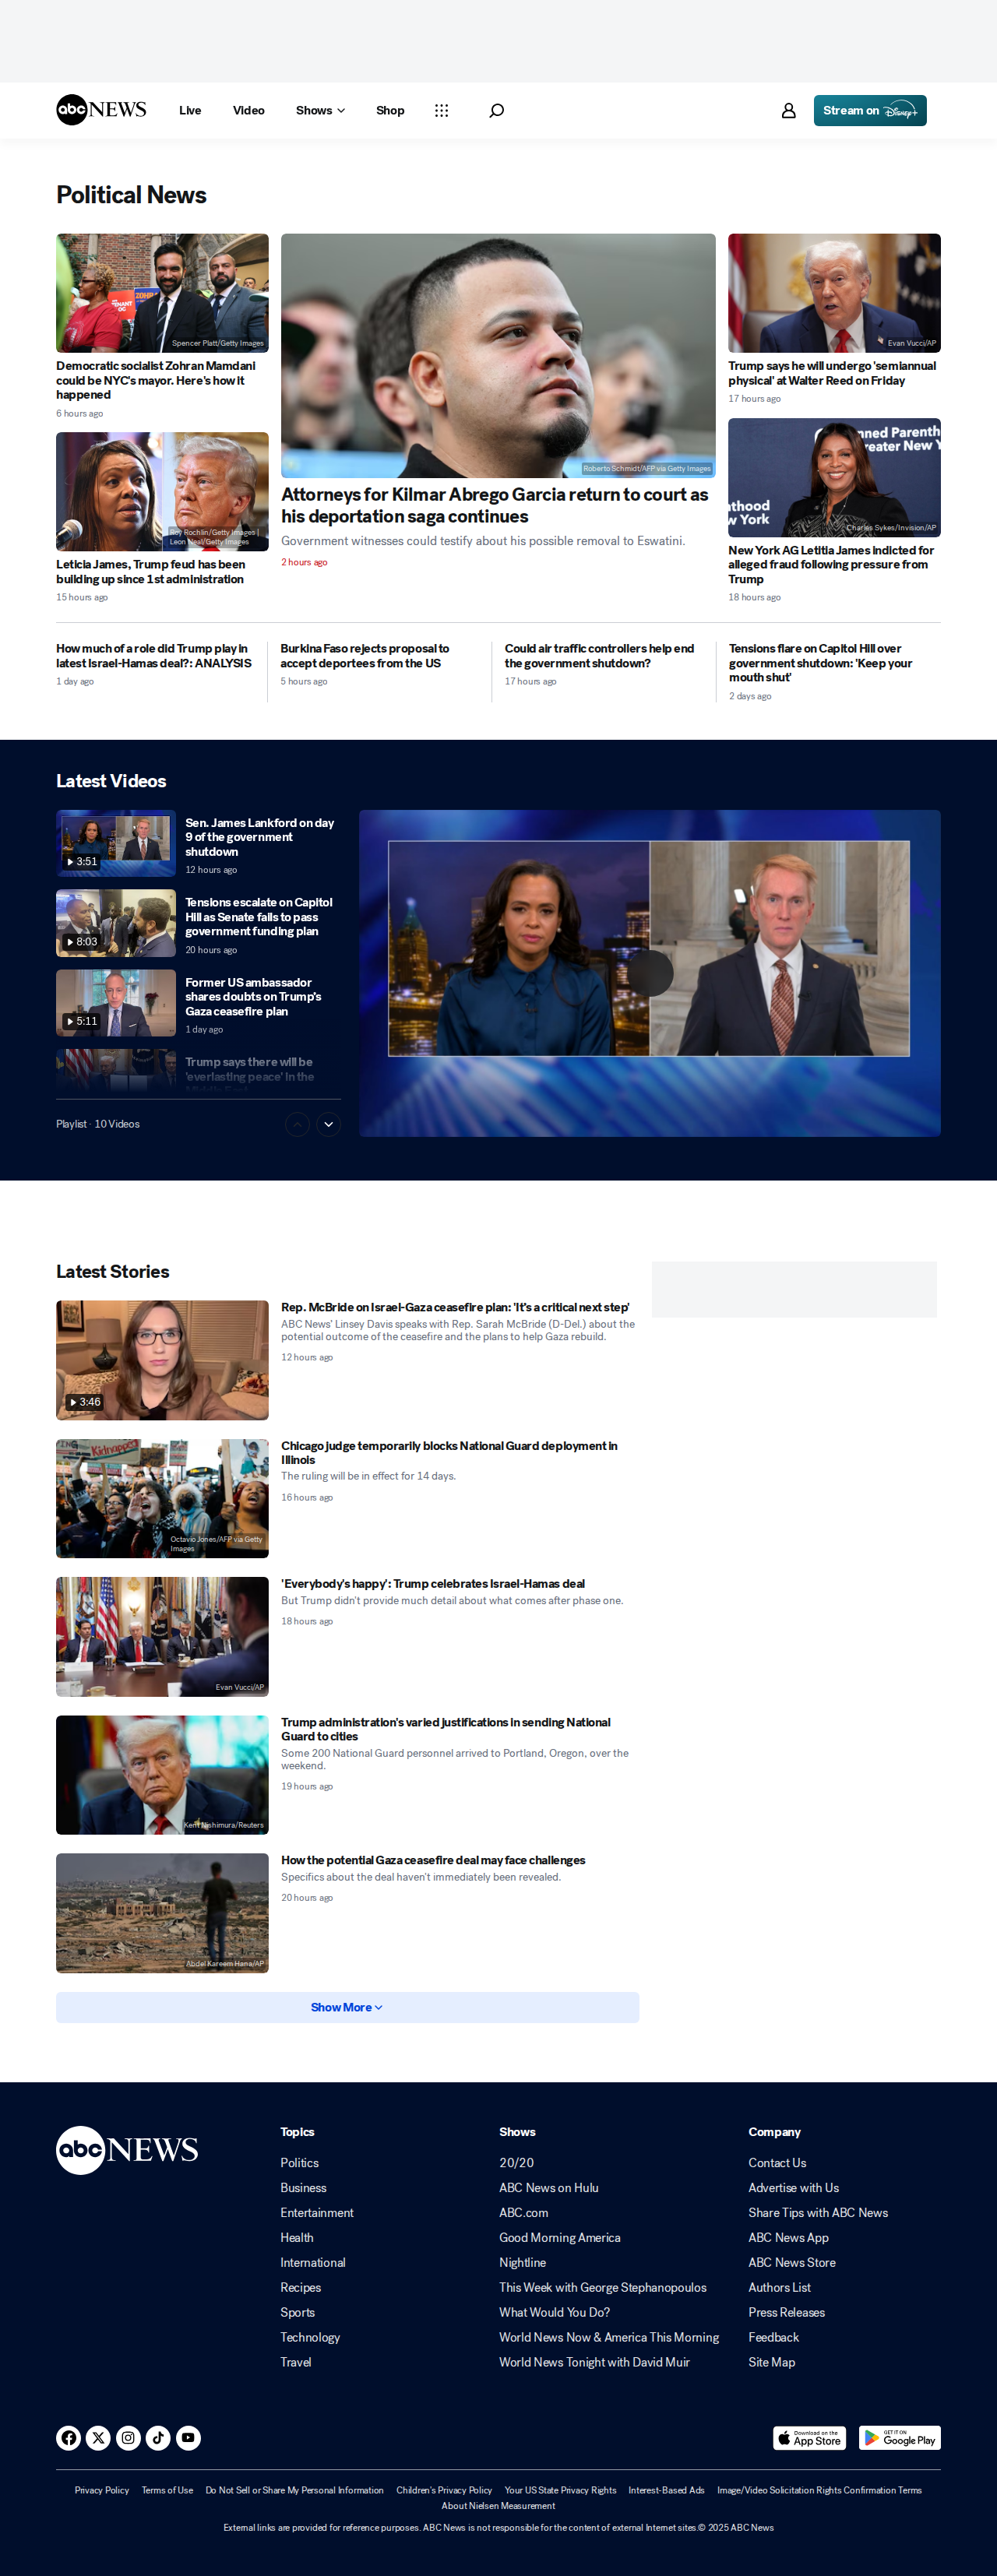 abc NEWS
Live
Video
Shows
Shop
Stream on Disney+
Political News
Spencer Platt/Getty Images
Democratic socialist Zohran Mamdani
could be NYC's mayor. Here's how it
happened
6 hours ago
Roy Rochlin/Getty Images |
Leon Neal/Getty Images
Leticia James, Trump feud has been
building up since 1st administration
15 hours ago
Roberto Schmidt/AFP via Getty Images
Attorneys for Kilmar Abrego Garcia return to court as
his deportation saga continues
Government witnesses could testify about his possible removal to Eswatini.
2 hours ago
Evan Vucci/AP
Trump says he will undergo 'semiannual
physical' at Walter Reed on Friday
17 hours ago
Charles Sykes/Invision/AP
New York AG Letitia James indicted for
alleged fraud following pressure from
Trump
18 hours ago
How much of a role did Trump play in
latest Israel-Hamas deal?: ANALYSIS
1 day ago
Burkina Faso rejects proposal to
accept deportees from the US
5 hours ago
Could air traffic controllers help end
the government shutdown?
17 hours ago
Tensions flare on Capitol Hill over
government shutdown: 'Keep your
mouth shut'
2 days ago
Latest Videos
3:51
Sen. James Lankford on day
9 of the government
shutdown
12 hours ago
8:03
Tensions escalate on Capitol
Hill as Senate fails to pass
government funding plan
20 hours ago
5:11
Former US ambassador
shares doubts on Trump's
Gaza ceasefire plan
1 day ago
Trump says there will be
'everlasting peace' in the
Middle East
Playlist · 10 Videos
Latest Stories
3:46
Rep. McBride on Israel-Gaza ceasefire plan: 'It's a critical next step'
ABC News' Linsey Davis speaks with Rep. Sarah McBride (D-Del.) about the
potential outcome of the ceasefire and the plans to help Gaza rebuild.
12 hours ago
Octavio Jones/AFP via Getty
Images
Chicago judge temporarily blocks National Guard deployment in
Illinois
The ruling will be in effect for 14 days.
16 hours ago
Evan Vucci/AP
'Everybody's happy': Trump celebrates Israel-Hamas deal
But Trump didn't provide much detail about what comes after phase one.
18 hours ago
Kent Nishimura/Reuters
Trump administration's varied justifications in sending National
Guard to cities
Some 200 National Guard personnel arrived to Portland, Oregon, over the
weekend.
19 hours ago
Abdel Kareem Hana/AP
How the potential Gaza ceasefire deal may face challenges
Specifics about the deal haven't immediately been revealed.
20 hours ago
Show More
abc NEWS
Topics
Politics
Business
Entertainment
Health
International
Recipes
Sports
Technology
Travel
Shows
20/20
ABC News on Hulu
ABC.com
Good Morning America
Nightline
This Week with George Stephanopoulos
What Would You Do?
World News Now & America This Morning
World News Tonight with David Muir
Company
Contact Us
Advertise with Us
Share Tips with ABC News
ABC News App
ABC News Store
Authors List
Press Releases
Feedback
Site Map
Download on the
App Store
GET IT ON
Google Play
Privacy Policy Terms of Use Do Not Sell or Share My Personal Information Children's Privacy Policy Your US State Privacy Rights Interest-Based Ads Image/Video Solicitation Rights Confirmation Terms
About Nielsen Measurement
External links are provided for reference purposes. ABC News is not responsible for the content of external Internet sites.© 2025 ABC News